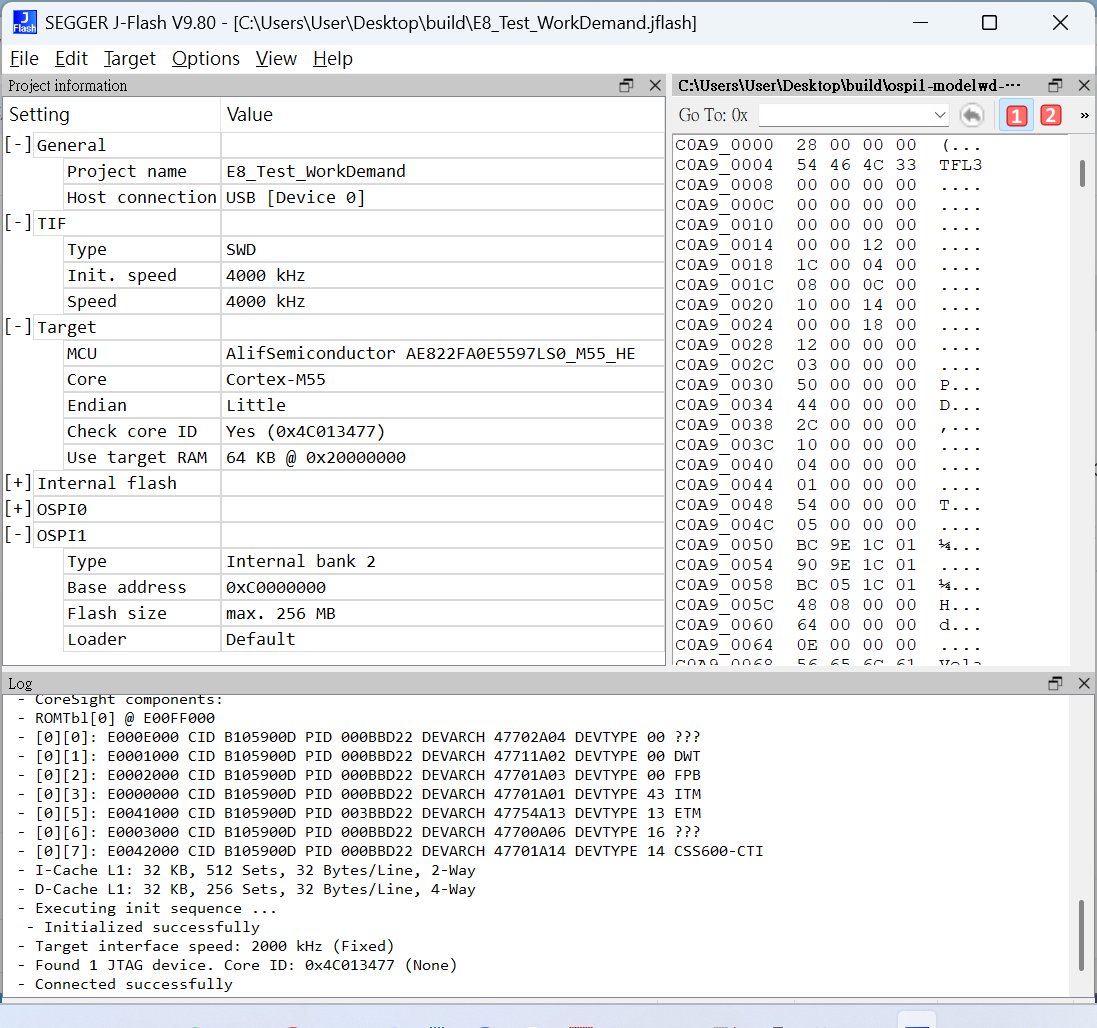 SEGGER J-Flash V9.80 - [C:\Users\User\Desktop\build\E8_Test_WorkDemand.jflash]
File Edit Target Options View Help
Project information
Setting Value
[-] General
Project name E8_Test_WorkDemand
Host connection USB [Device 0]
[-] TIF
Type SWD
Init. speed 4000 kHz
Speed 4000 kHz
[-] Target
MCU AlifSemiconductor AE822FA0E5597LS0_M55_HE
Core Cortex-M55
Endian Little
Check core ID Yes (0x4C013477)
Use target RAM 64 KB @ 0x20000000
[+] Internal flash
[+] OSPI0
[-] OSPI1
Type Internal bank 2
Base address 0xC0000000
Flash size max. 256 MB
Loader Default
C:\Users\User\Desktop\build\ospi1-modelwd-···
Go To: 0x 1 2 »
C0A9_0000 28 00 00 00 (...
C0A9_0004 54 46 4C 33 TFL3
C0A9_0008 00 00 00 00 ....
C0A9_000C 00 00 00 00 ....
C0A9_0010 00 00 00 00 ....
C0A9_0014 00 00 12 00 ....
C0A9_0018 1C 00 04 00 ....
C0A9_001C 08 00 0C 00 ....
C0A9_0020 10 00 14 00 ....
C0A9_0024 00 00 18 00 ....
C0A9_0028 12 00 00 00 ....
C0A9_002C 03 00 00 00 ....
C0A9_0030 50 00 00 00 P...
C0A9_0034 44 00 00 00 D...
C0A9_0038 2C 00 00 00 ,...
C0A9_003C 10 00 00 00 ....
C0A9_0040 04 00 00 00 ....
C0A9_0044 01 00 00 00 ....
C0A9_0048 54 00 00 00 T...
C0A9_004C 05 00 00 00 ....
C0A9_0050 BC 9E 1C 01 ¼...
C0A9_0054 90 9E 1C 01 ....
C0A9_0058 BC 05 1C 01 ¼...
C0A9_005C 48 08 00 00 H...
C0A9_0060 64 00 00 00 d...
C0A9_0064 0E 00 00 00 ....
C0A9_0068 56 65 6C 61 Vela
Log
- CoreSight components:
- ROMTbl[0] @ E00FF000
- [0][0]: E000E000 CID B105900D PID 000BBD22 DEVARCH 47702A04 DEVTYPE 00 ???
- [0][1]: E0001000 CID B105900D PID 000BBD22 DEVARCH 47711A02 DEVTYPE 00 DWT
- [0][2]: E0002000 CID B105900D PID 000BBD22 DEVARCH 47701A03 DEVTYPE 00 FPB
- [0][3]: E0000000 CID B105900D PID 000BBD22 DEVARCH 47701A01 DEVTYPE 43 ITM
- [0][5]: E0041000 CID B105900D PID 003BBD22 DEVARCH 47754A13 DEVTYPE 13 ETM
- [0][6]: E0003000 CID B105900D PID 000BBD22 DEVARCH 47700A06 DEVTYPE 16 ???
- [0][7]: E0042000 CID B105900D PID 000BBD22 DEVARCH 47701A14 DEVTYPE 14 CSS600-CTI
- I-Cache L1: 32 KB, 512 Sets, 32 Bytes/Line, 2-Way
- D-Cache L1: 32 KB, 256 Sets, 32 Bytes/Line, 4-Way
- Executing init sequence ...
- Initialized successfully
- Target interface speed: 2000 kHz (Fixed)
- Found 1 JTAG device. Core ID: 0x4C013477 (None)
- Connected successfully